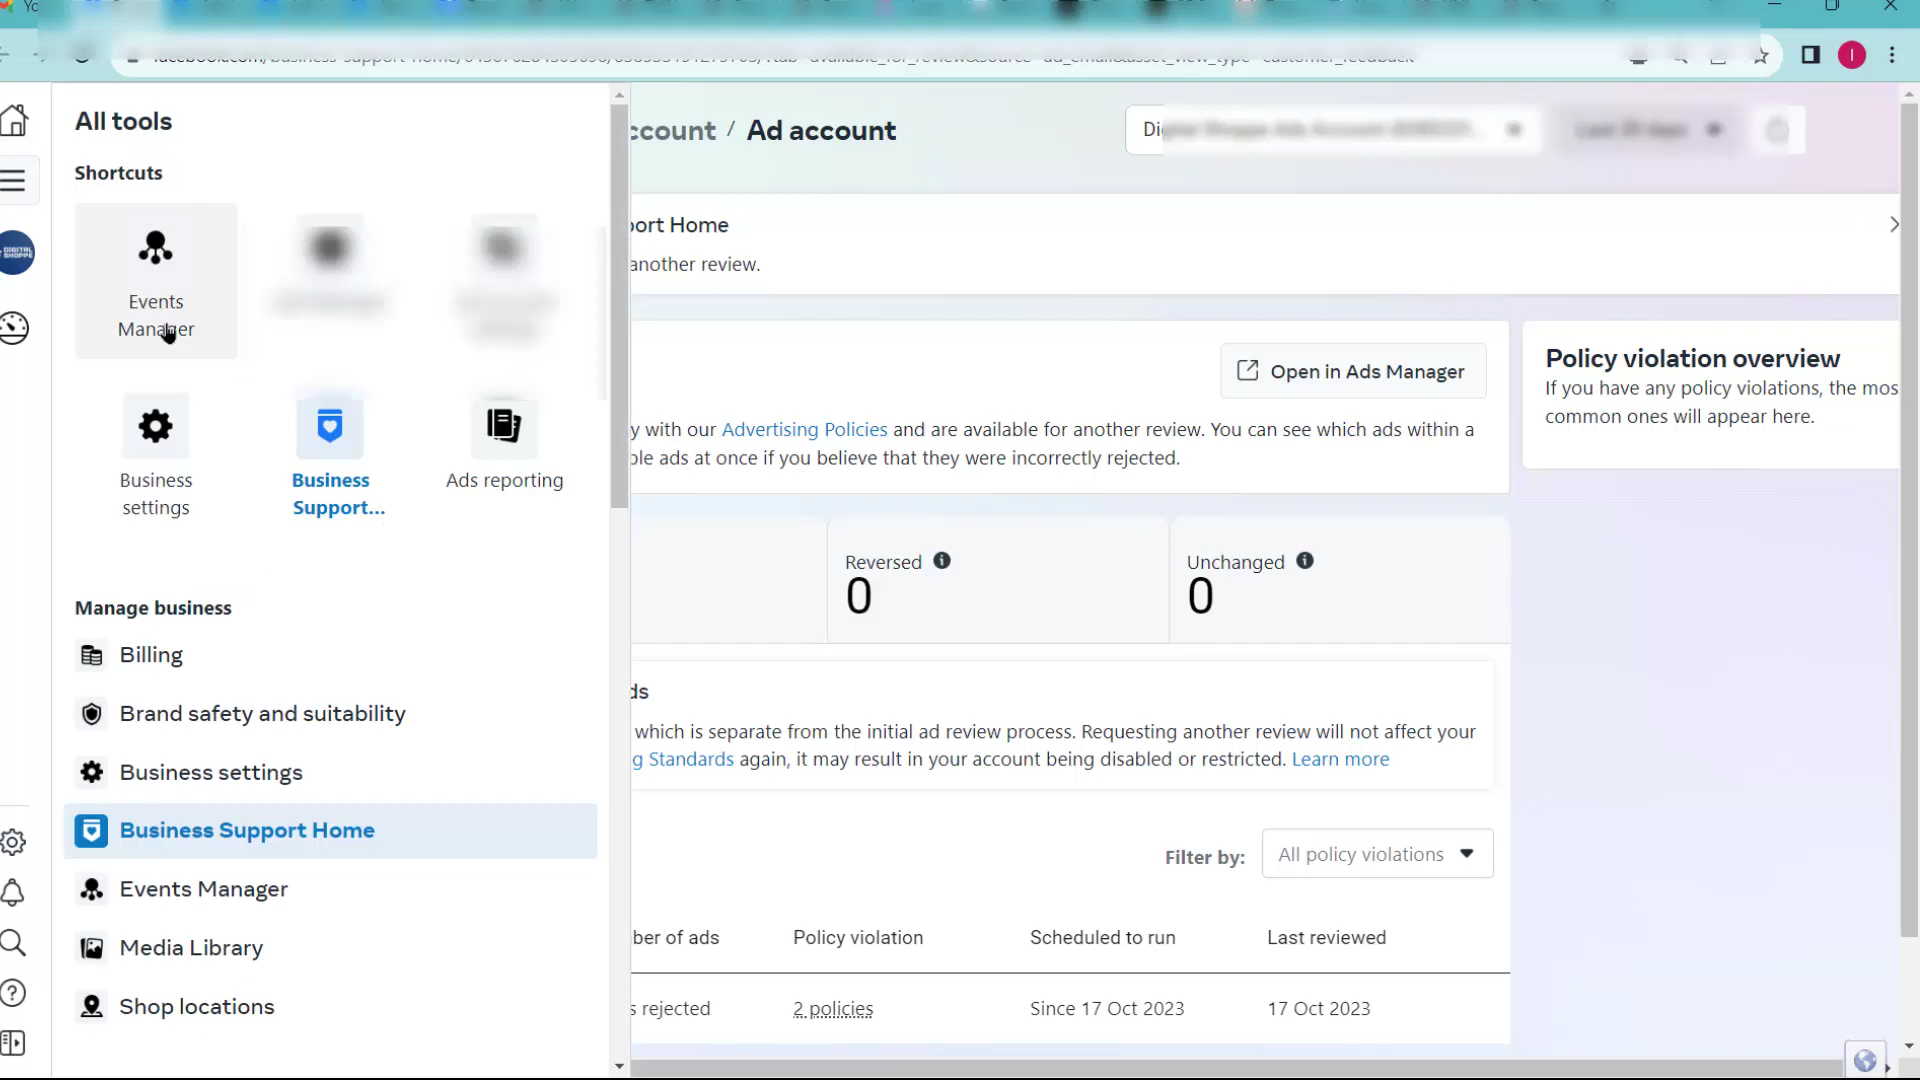 All tools
Shortcuts
Events
Manager
Business
settings
Business
Support...
Ads reporting
Manage business
Billing
Brand safety and suitability
Business settings
Business Support Home
Events Manager
Media Library
Shop locations
DIGITAL
SHOPPE
ccount / Ad account
ort Home
another review.
Open in Ads Manager
y with our Advertising Policies and are available for another review. You can see which ads within a
ble ads at once if you believe that they were incorrectly rejected.
Policy violation overview
If you have any policy violations, the mos
common ones will appear here.
Reversed
0
Unchanged
0
ds
which is separate from the initial ad review process. Requesting another review will not affect your
g Standards again, it may result in your account being disabled or restricted. Learn more
Filter by: All policy violations
ber of ads Policy violation Scheduled to run Last reviewed
s rejected 2 policies Since 17 Oct 2023 17 Oct 2023
I